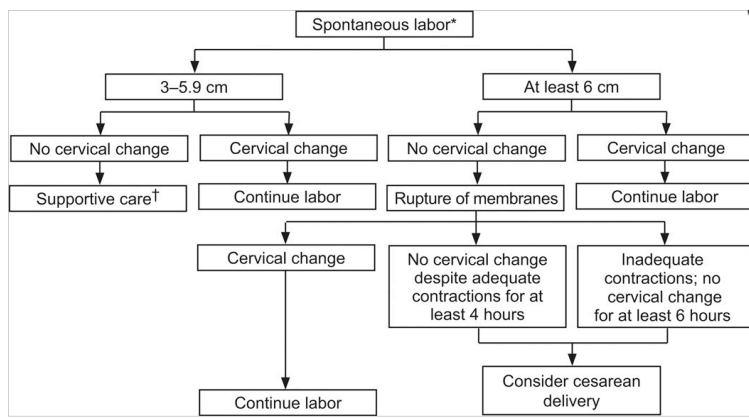 Spontaneous labor*
3–5.9 cm
At least 6 cm
No cervical change
Cervical change
No cervical change
Cervical change
Supportive care†
Continue labor
Rupture of membranes
Continue labor
Cervical change
No cervical change
despite adequate
contractions for at
least 4 hours
Inadequate
contractions; no
cervical change
for at least 6 hours
Continue labor
Consider cesarean
delivery